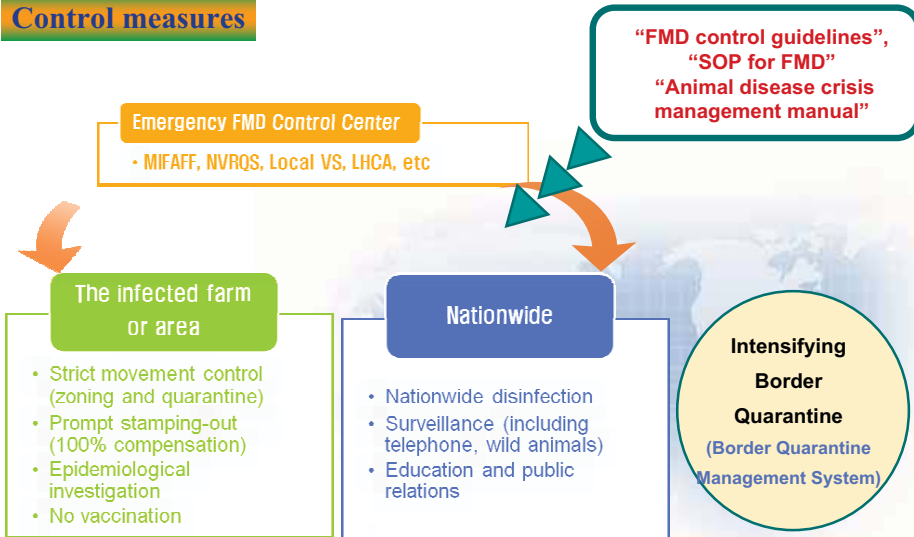 Control measures
“FMD control guidelines”,
“SOP for FMD”
“Animal disease crisis
management manual”
Emergency FMD Control Center
• MIFAFF, NVRQS, Local VS, LHCA, etc
The infected farm
or area
• Strict movement control
(zoning and quarantine)
• Prompt stamping-out
(100% compensation)
• Epidemiological
investigation
• No vaccination
Nationwide
• Nationwide disinfection
• Surveillance (including
telephone, wild animals)
• Education and public
relations
Intensifying
Border
Quarantine
(Border Quarantine
Management System)